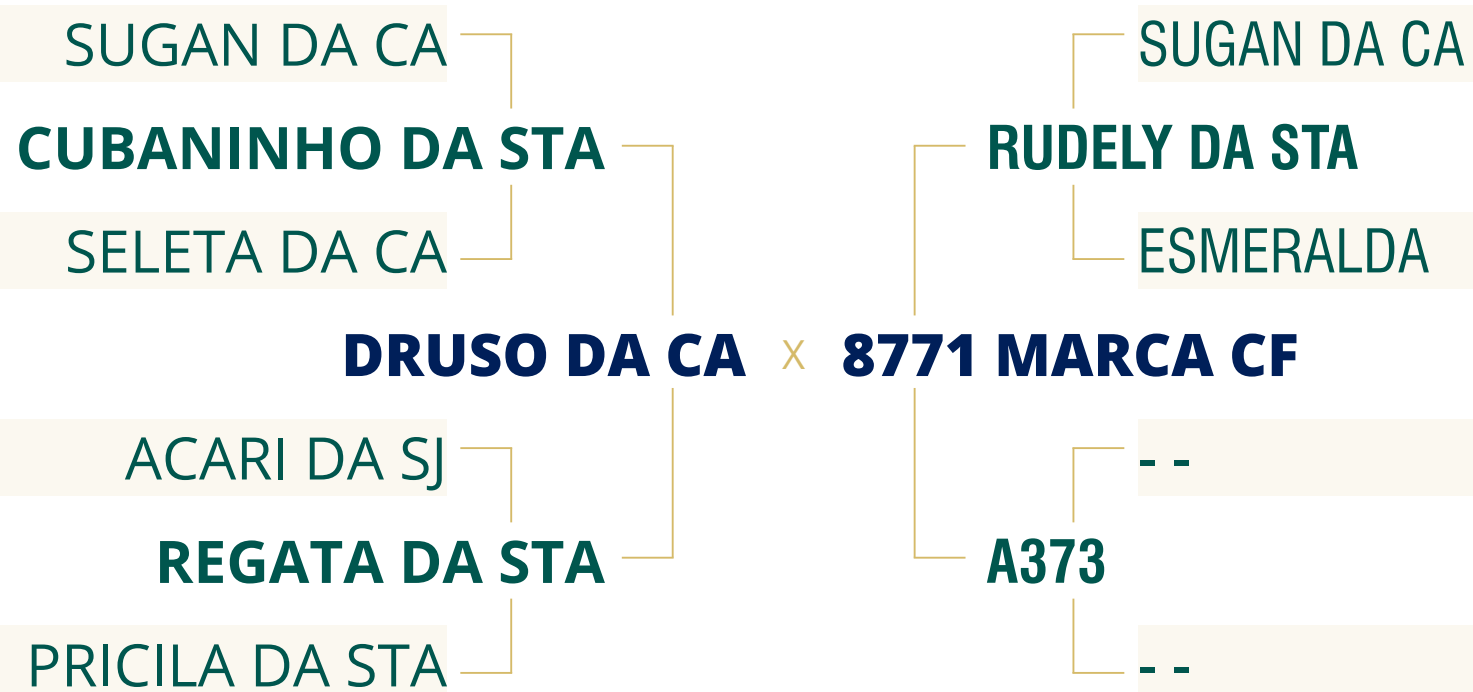 SUGAN DA CA
SUGAN DA CA
CUBANINHO DA STA
RUDELY DA STA
SELETA DA CA
ESMERALDA
DRUSO DA CA X 8771 MARCA CF
ACARI DA SJ
- -
REGATA DA STA
A373
PRICILA DA STA
- -